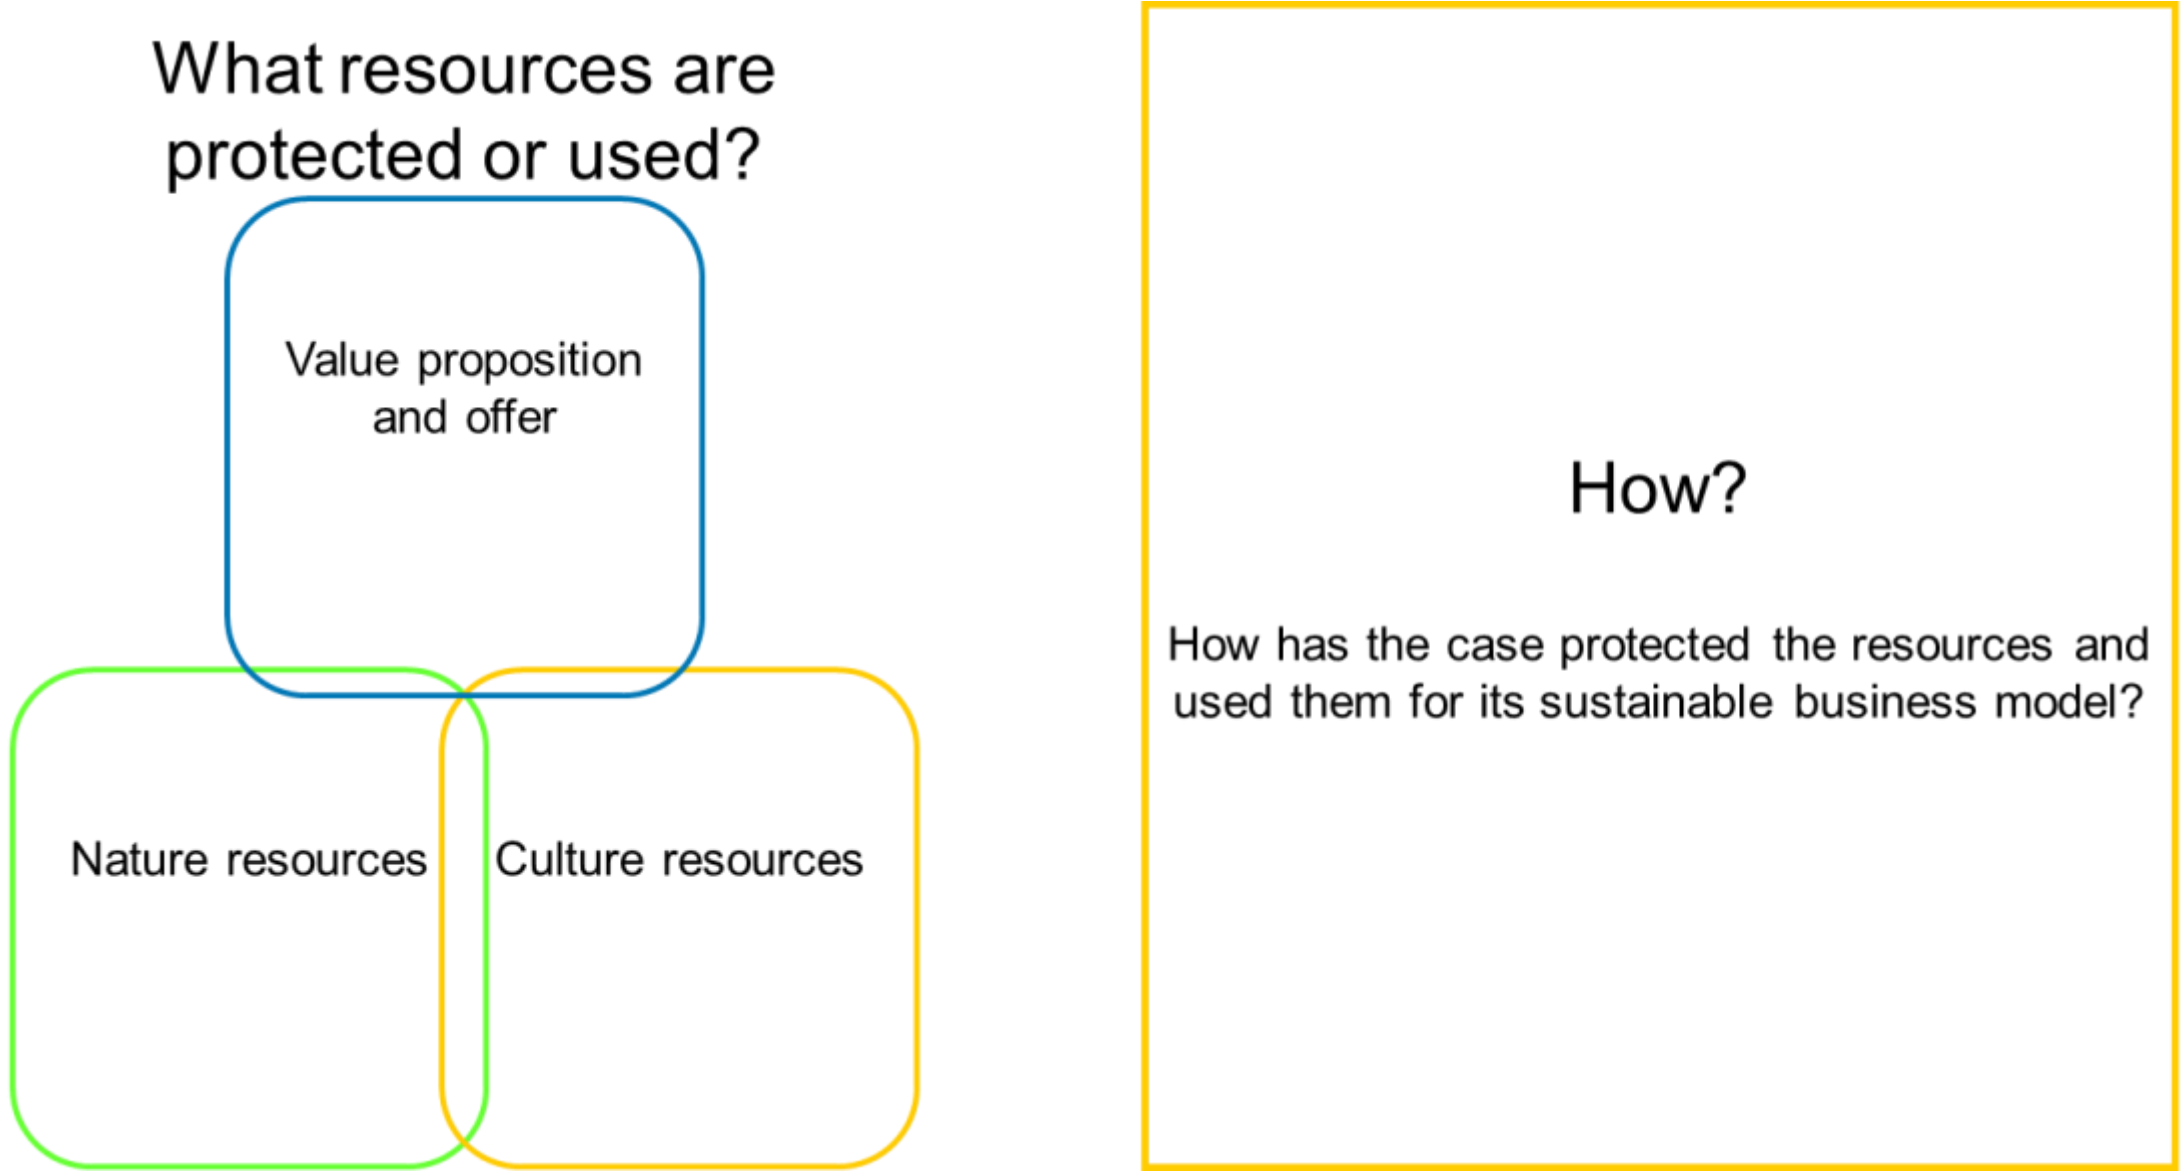 What resources are
protected or used?
Value proposition
and offer
Nature resources
Culture resources
How?
How has the case protected the resources and
used them for its sustainable business model?